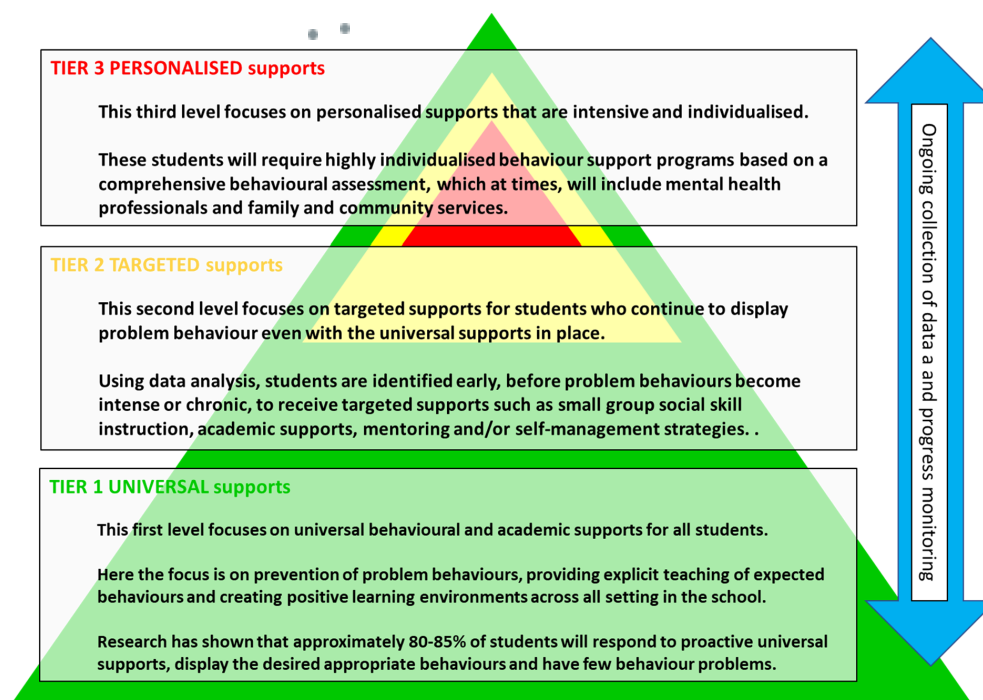 TIER 3 PERSONALISED supports
This third level focuses on personalised supports that are intensive and individualised.
These students will require highly individualised behaviour support programs based on a
comprehensive behavioural assessment, which at times, will include mental health
professionals and family and community services.
TIER 2 TARGETED supports
This second level focuses on targeted supports for students who continue to display
problem behaviour even with the universal supports in place.
Using data analysis, students are identified early, before problem behaviours become
intense or chronic, to receive targeted supports such as small group social skill
instruction, academic supports, mentoring and/or self-management strategies. .
TIER 1 UNIVERSAL supports
This first level focuses on universal behavioural and academic supports for all students.
Here the focus is on prevention of problem behaviours, providing explicit teaching of expected
behaviours and creating positive learning environments across all setting in the school.
Research has shown that approximately 80-85% of students will respond to proactive universal
supports, display the desired appropriate behaviours and have few behaviour problems.
Ongoing collection of data a and progress monitoring